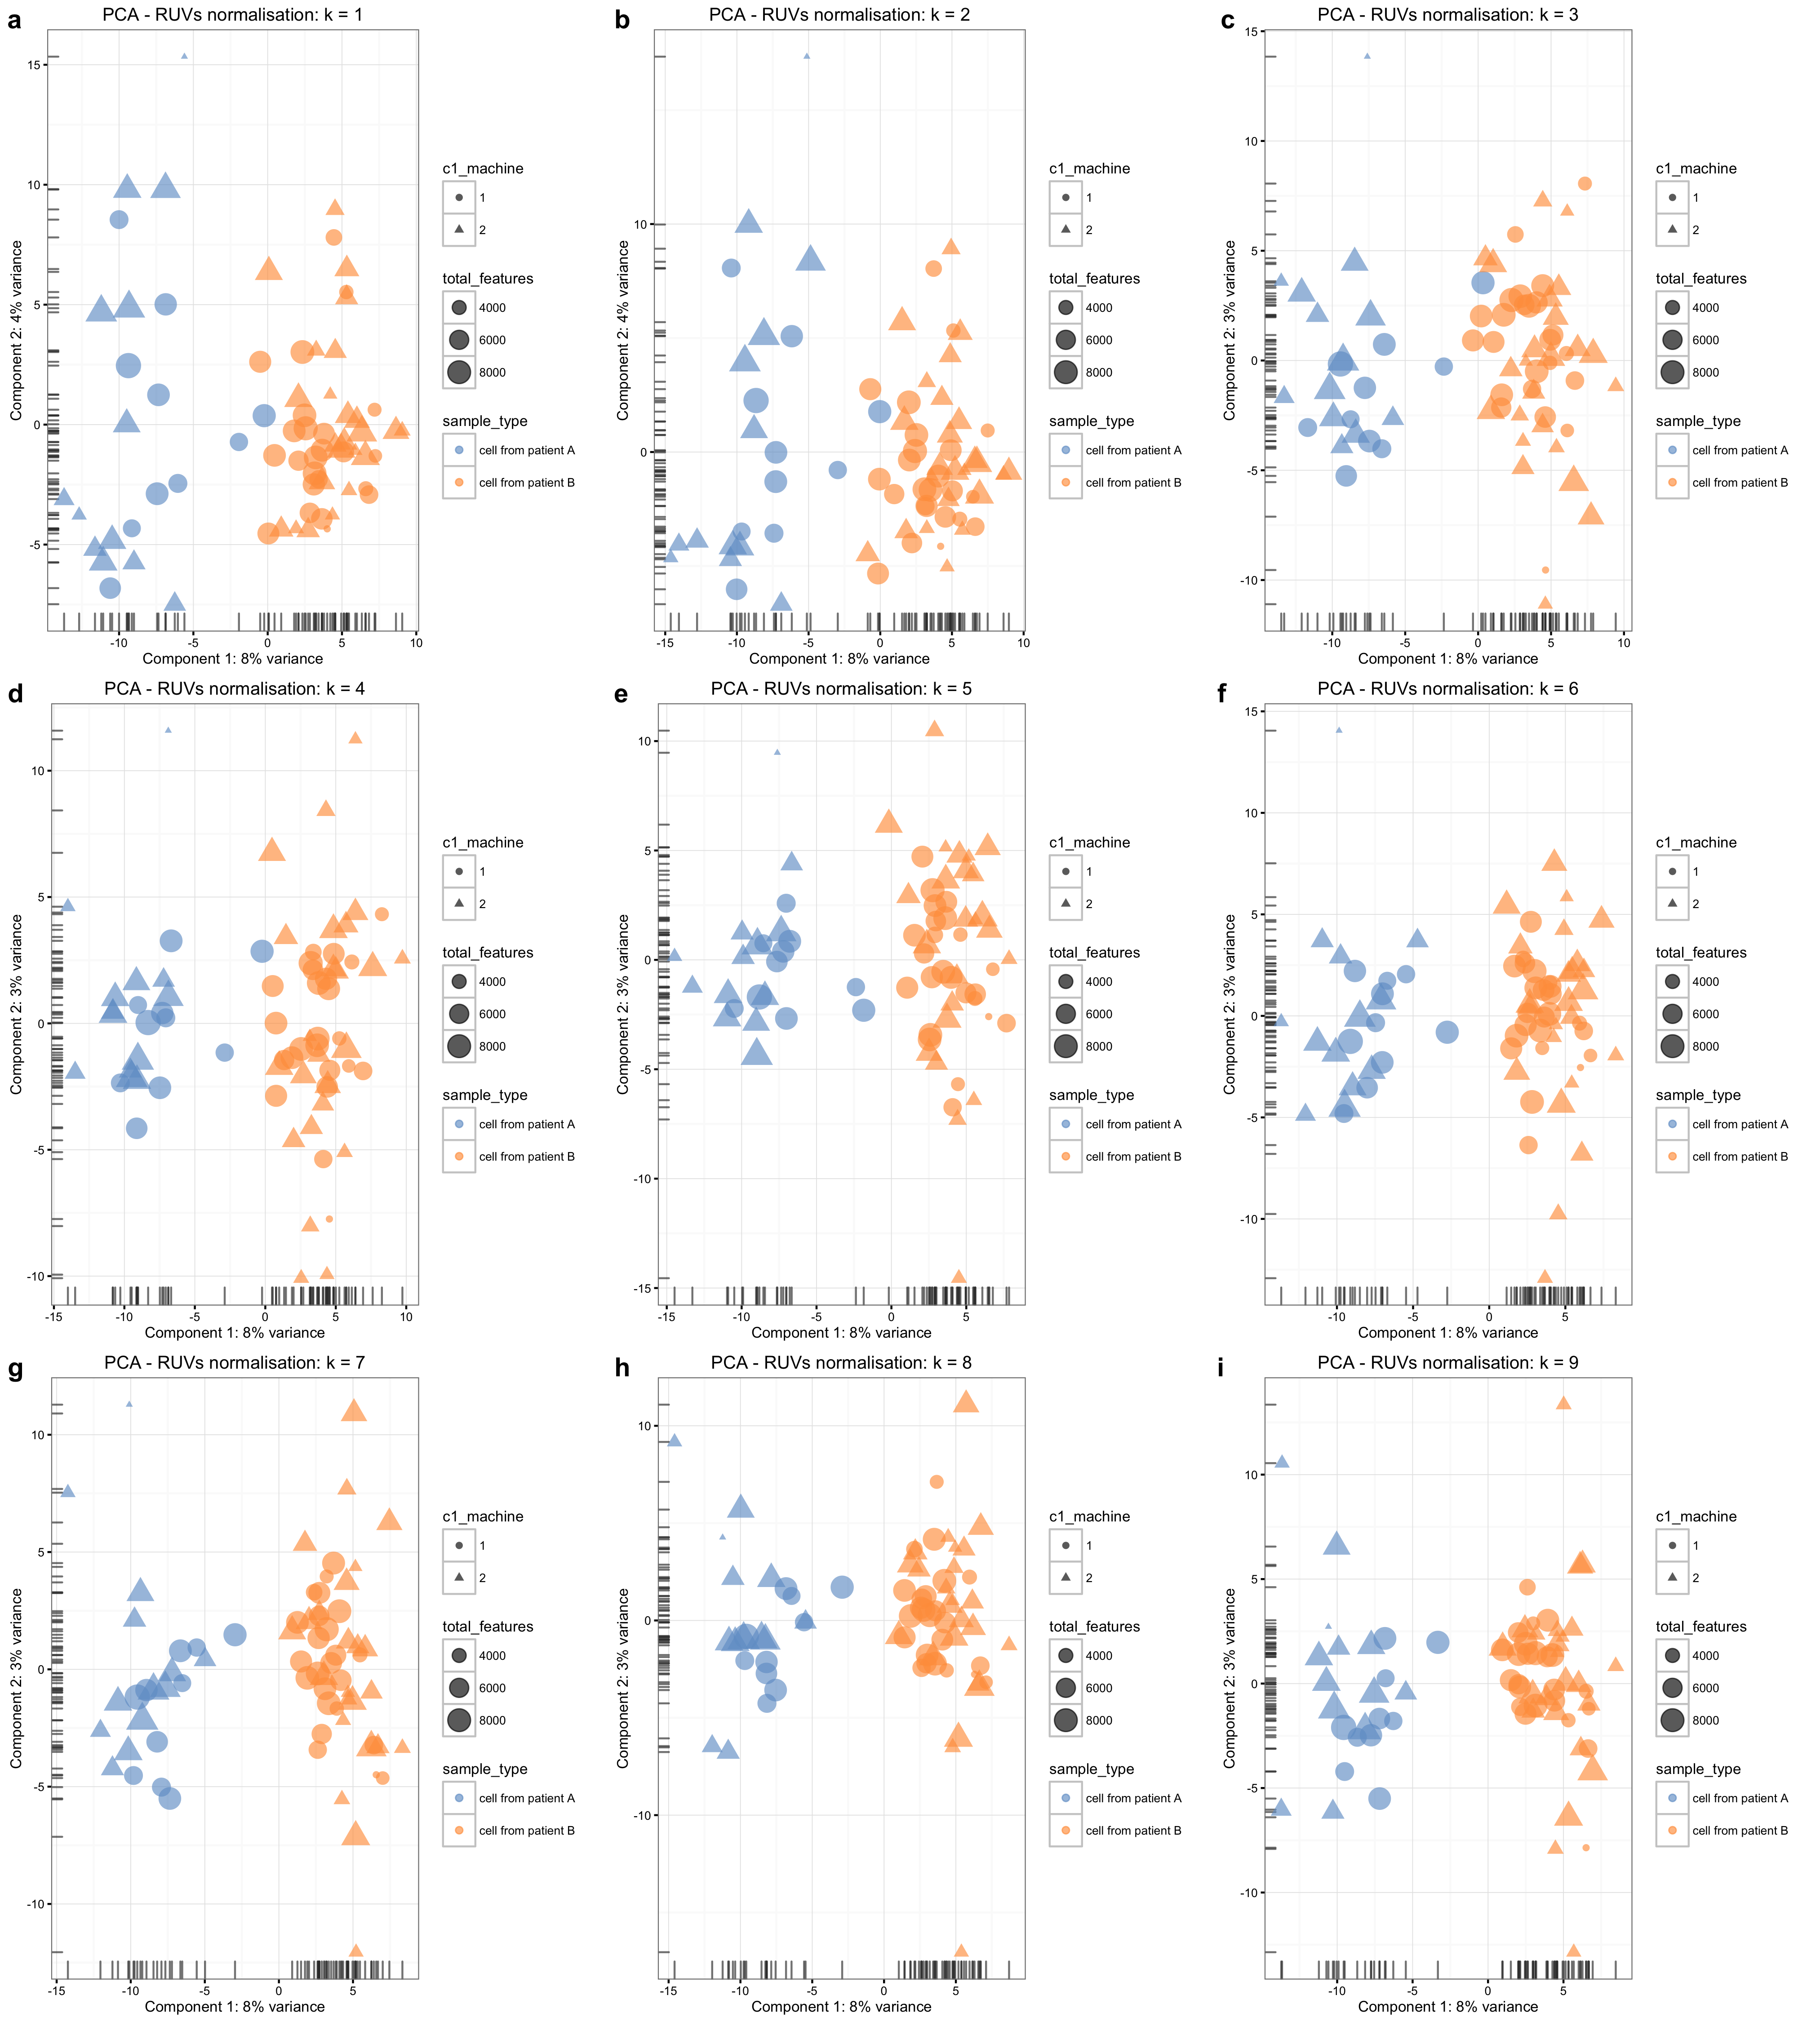 a
PCA - RUVs normalisation: k = 1
Component 2: 4% variance
15
10
5
0
-5
-10 -5 0 5 10
Component 1: 8% variance
c1_machine
1
2
total_features
4000
6000
8000
sample_type
cell from patient A
cell from patient B
b
PCA - RUVs normalisation: k = 2
Component 2: 4% variance
10
0
-15 -10 -5 0 5 10
Component 1: 8% variance
c1_machine
1
2
total_features
4000
6000
8000
sample_type
cell from patient A
cell from patient B
c
PCA - RUVs normalisation: k = 3
Component 2: 3% variance
15
10
5
0
-5
-10
-10 -5 0 5 10
Component 1: 8% variance
c1_machine
1
2
total_features
4000
6000
8000
sample_type
cell from patient A
cell from patient B
d
PCA - RUVs normalisation: k = 4
Component 2: 3% variance
10
5
0
-5
-10
-15 -10 -5 0 5 10
Component 1: 8% variance
c1_machine
1
2
total_features
4000
6000
8000
sample_type
cell from patient A
cell from patient B
e
PCA - RUVs normalisation: k = 5
Component 2: 3% variance
10
5
0
-5
-10
-15
-15 -10 -5 0 5
Component 1: 8% variance
c1_machine
1
2
total_features
4000
6000
8000
sample_type
cell from patient A
cell from patient B
f
PCA - RUVs normalisation: k = 6
Component 2: 3% variance
15
10
5
0
-5
-10
-10 -5 0 5
Component 1: 8% variance
c1_machine
1
2
total_features
4000
6000
8000
sample_type
cell from patient A
cell from patient B
g
PCA - RUVs normalisation: k = 7
Component 2: 3% variance
10
5
0
-5
-10
-15 -10 -5 0 5
Component 1: 8% variance
c1_machine
1
2
total_features
4000
6000
8000
sample_type
cell from patient A
cell from patient B
h
PCA - RUVs normalisation: k = 8
Component 2: 3% variance
10
0
-10
-15 -10 -5 0 5
Component 1: 8% variance
c1_machine
1
2
total_features
4000
6000
8000
sample_type
cell from patient A
cell from patient B
i
PCA - RUVs normalisation: k = 9
Component 2: 3% variance
10
5
0
-5
-10
-10 -5 0 5
Component 1: 8% variance
c1_machine
1
2
total_features
4000
6000
8000
sample_type
cell from patient A
cell from patient B